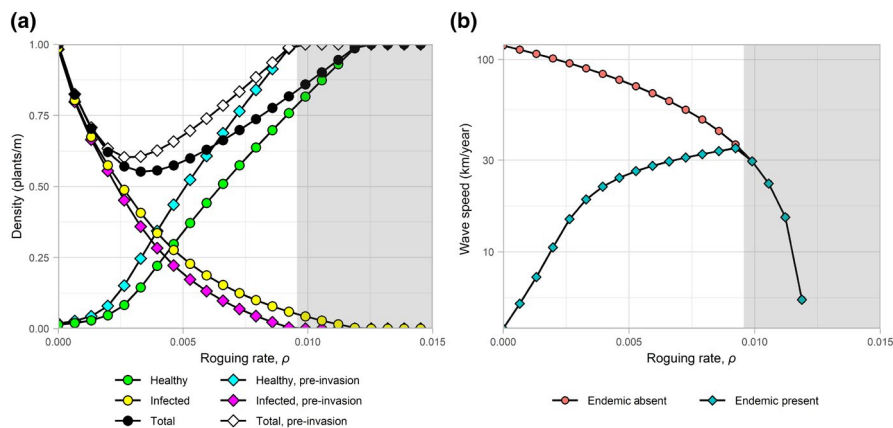 (a)
1.00
0.75
0.50
0.25
0.00
Density (plants/m)
0.000
0.005
0.010
0.015
Roguing rate, ρ
Healthy
Healthy, pre-invasion
Infected
Infected, pre-invasion
Total
Total, pre-invasion
(b)
100
30
10
Wave speed (km/year)
0.000
0.005
0.010
0.015
Roguing rate, ρ
Endemic absent
Endemic present